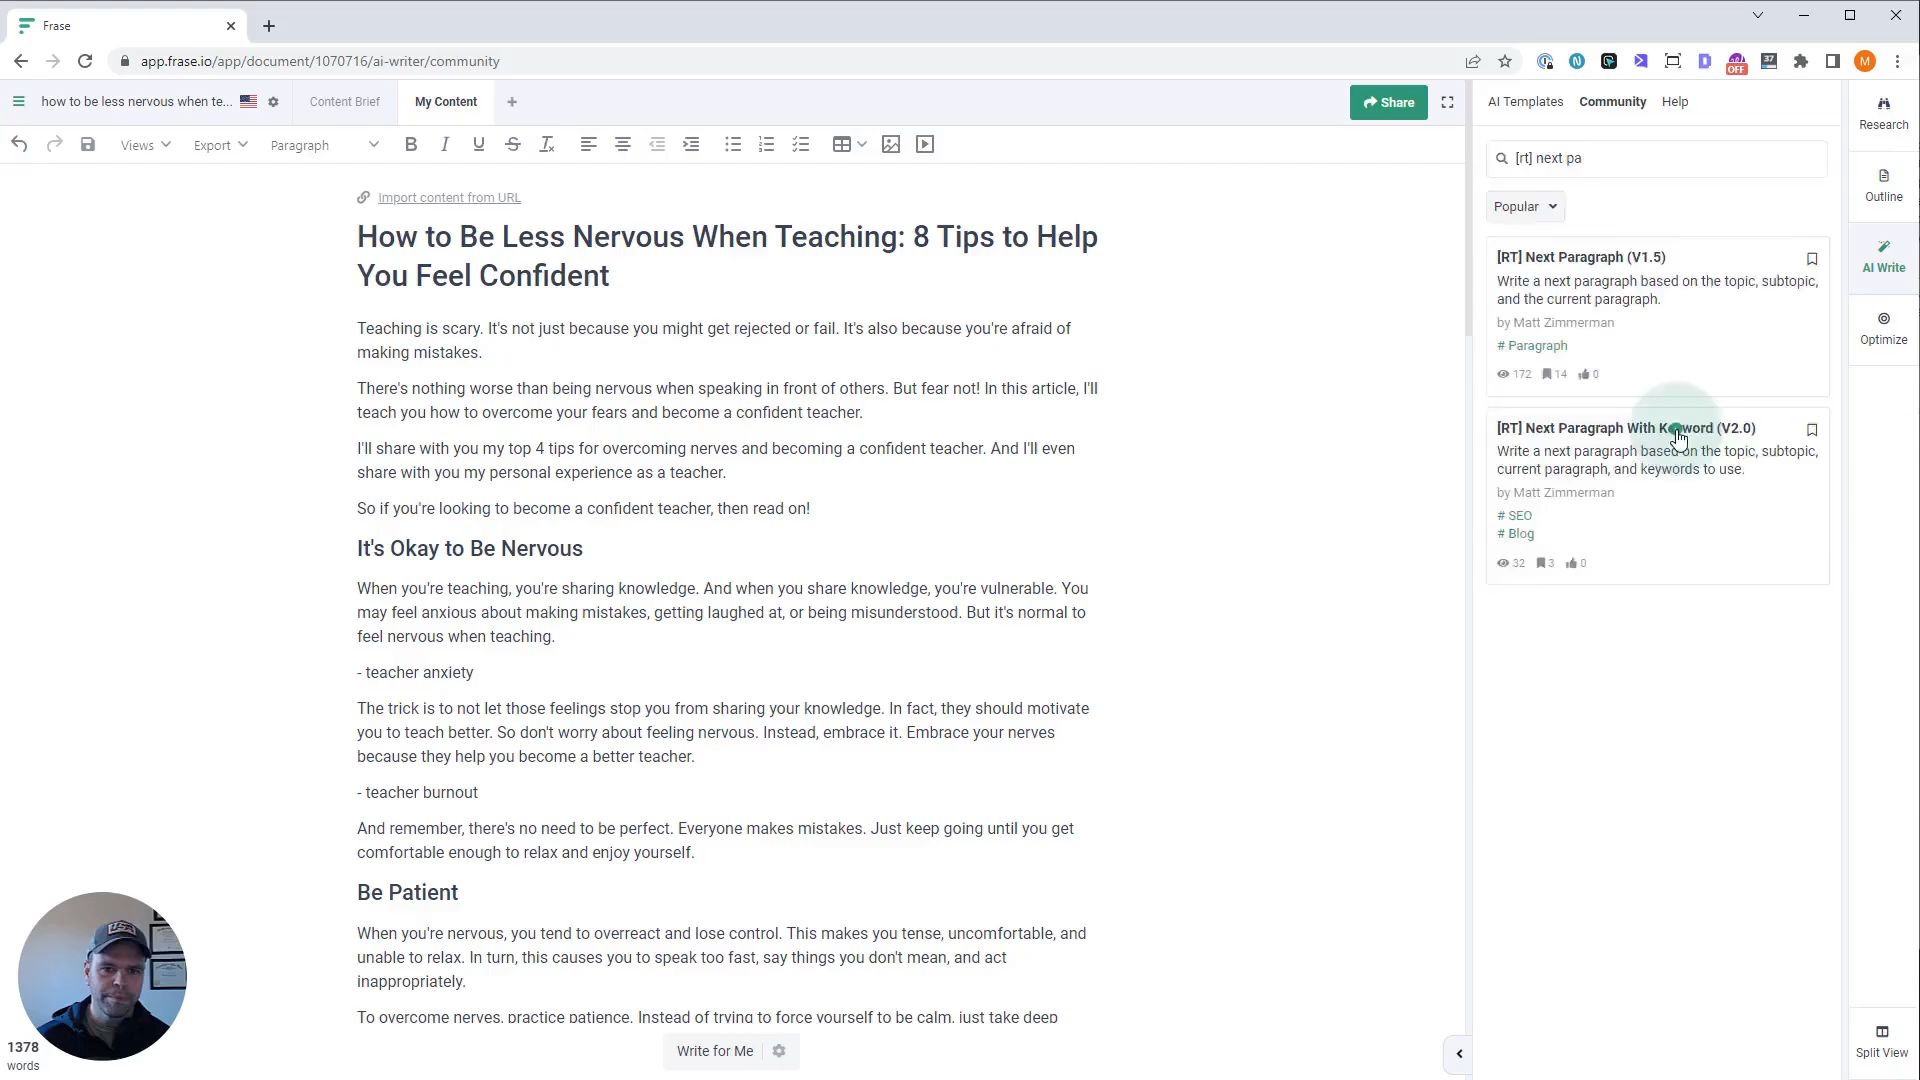 Frase
app.frase.io/app/document/1070716/ai-writer/community
OFF
37
M
how to be less nervous when te...
Content Brief
My Content
Share
AI Templates
Community
Help
Research
Views
Export
Paragraph
[rt] next pa
Popular
Outline
AI Write
Optimize
Import content from URL
How to Be Less Nervous When Teaching: 8 Tips to Help
You Feel Confident
Teaching is scary. It's not just because you might get rejected or fail. It's also because you're afraid of
making mistakes.
There's nothing worse than being nervous when speaking in front of others. But fear not! In this article, I'll
teach you how to overcome your fears and become a confident teacher.
I'll share with you my top 4 tips for overcoming nerves and becoming a confident teacher. And I'll even
share with you my personal experience as a teacher.
So if you're looking to become a confident teacher, then read on!
It's Okay to Be Nervous
When you're teaching, you're sharing knowledge. And when you share knowledge, you're vulnerable. You
may feel anxious about making mistakes, getting laughed at, or being misunderstood. But it's normal to
feel nervous when teaching.
- teacher anxiety
The trick is to not let those feelings stop you from sharing your knowledge. In fact, they should motivate
you to teach better. So don't worry about feeling nervous. Instead, embrace it. Embrace your nerves
because they help you become a better teacher.
- teacher burnout
And remember, there's no need to be perfect. Everyone makes mistakes. Just keep going until you get
comfortable enough to relax and enjoy yourself.
Be Patient
When you're nervous, you tend to overreact and lose control. This makes you tense, uncomfortable, and
unable to relax. In turn, this causes you to speak too fast, say things you don't mean, and act
inappropriately.
To overcome nerves, practice patience. Instead of trying to force yourself to be calm, just take deep
[RT] Next Paragraph (V1.5)
Write a next paragraph based on the topic, subtopic,
and the current paragraph.
by Matt Zimmerman
# Paragraph
172 14 0
[RT] Next Paragraph With Keyword (V2.0)
Write a next paragraph based on the topic, subtopic,
current paragraph, and keywords to use.
by Matt Zimmerman
# SEO
# Blog
32 3 0
1378
words
Write for Me
Split View